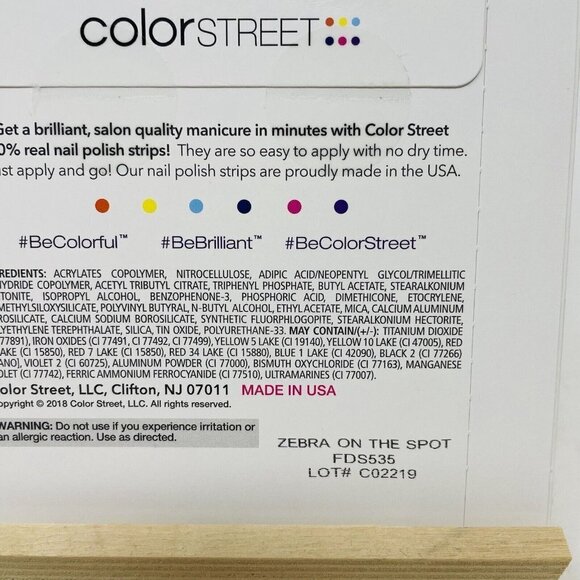 colorSTREET
Get a brilliant, salon quality manicure in minutes with Color Street
0% real nail polish strips! They are so easy to apply with no dry time.
ust apply and go! Our nail polish strips are proudly made in the USA.
#BeColorful™ #BeBrilliant™ #BeColorStreet™
REDIENTS: ACRYLATES COPOLYMER, NITROCELLULOSE, ADIPIC ACID/NEOPENTYL GLYCOL/TRIMELLITIC
HYDRIDE COPOLYMER, ACETYL TRIBUTYL CITRATE, TRIPHENYL PHOSPHATE, BUTYL ACETATE, STEARALKONIUM
TONITE, ISOPROPYL ALCOHOL, BENZOPHENONE-3, PHOSPHORIC ACID, DIMETHICONE, ETOCRYLENE,
METHYLSILOXYSILICATE, POLYVINYL BUTYRAL, N-BUTYL ALCOHOL, ETHYL ACETATE, MICA, CALCIUM ALUMINUM
ROSILICATE, CALCIUM SODIUM BOROSILICATE, SYNTHETIC FLUORPHLOGOPITE, STEARALKONIUM HECTORITE,
LYETHYLENE TEREPHTHALATE, SILICA, TIN OXIDE, POLYURETHANE-33. MAY CONTAIN(+/-): TITANIUM DIOXIDE
77891), IRON OXIDES (CI 77491, CI 77492, CI 77499), YELLOW 5 LAKE (CI 19140), YELLOW 10 LAKE (CI 47005), RED
LAKE (CI 15850), RED 7 LAKE (CI 15850), RED 34 LAKE (CI 15880), BLUE 1 LAKE (CI 42090), BLACK 2 (CI 77266)
ANO], VIOLET 2 (CI 60725), ALUMINUM POWDER (CI 77000), BISMUTH OXYCHLORIDE (CI 77163), MANGANESE
OLET (CI 77742), FERRIC AMMONIUM FERROCYANIDE (CI 77510), ULTRAMARINES (CI 77007).
olor Street, LLC, Clifton, NJ 07011 MADE IN USA
opyright © 2018 Color Street, LLC. All rights reserved.
WARNING: Do not use if you experience irritation or
an allergic reaction. Use as directed.
ZEBRA ON THE SPOT
FDS535
LOT# C02219